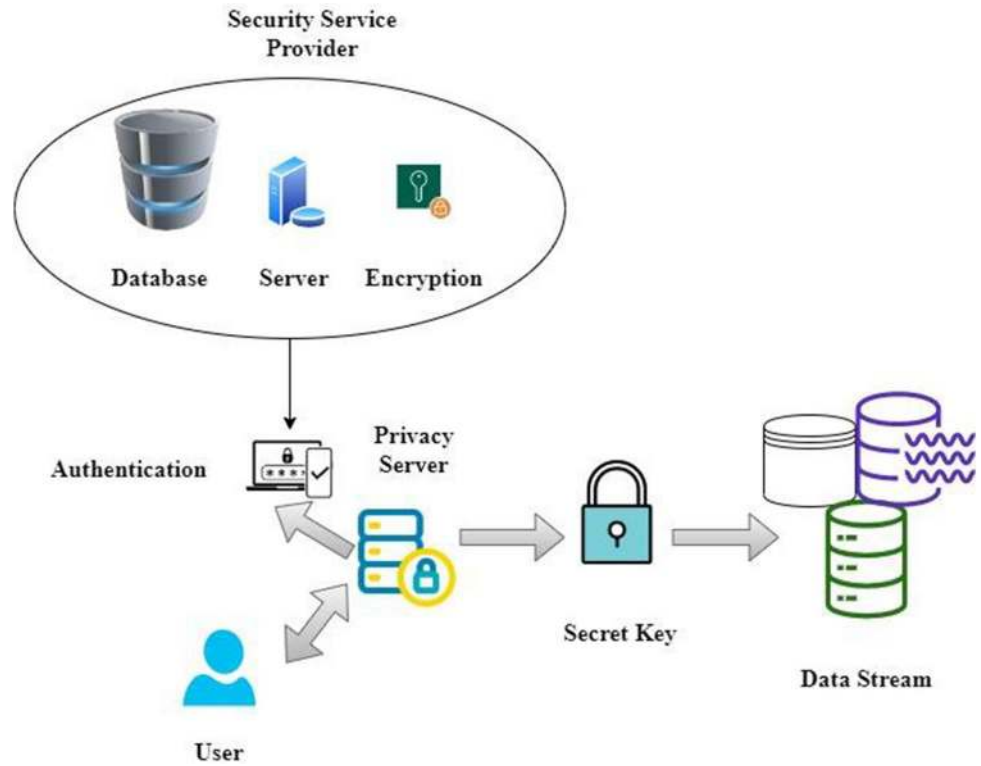 Security Service
Provider
Database
Server
Encryption
Privacy
Server
Authentication
Secret Key
Data Stream
User